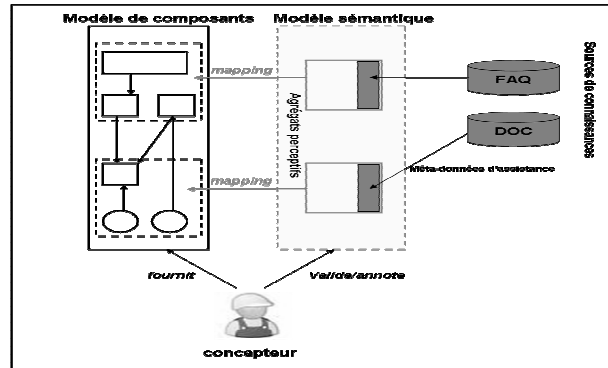 Modèle de composants
Modèle sémantique
mapping
mapping
Agrégats perceptifs
FAQ
DOC
Sources de connaissances
Méta-données d'assistance
fournit
Valide/annote
concepteur